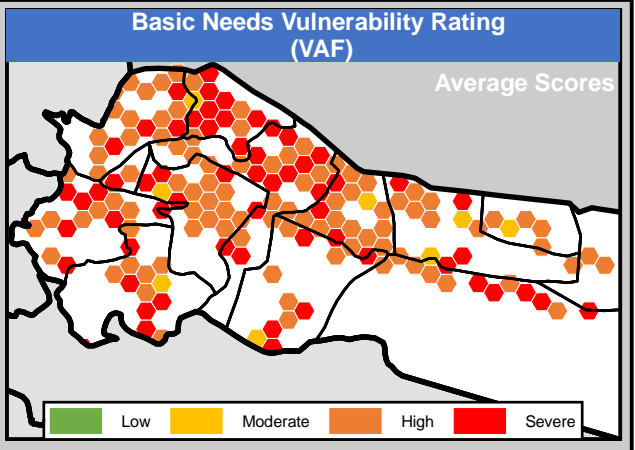 Basic Needs Vulnerability Rating
(VAF)
Average Scores
Low Moderate High Severe